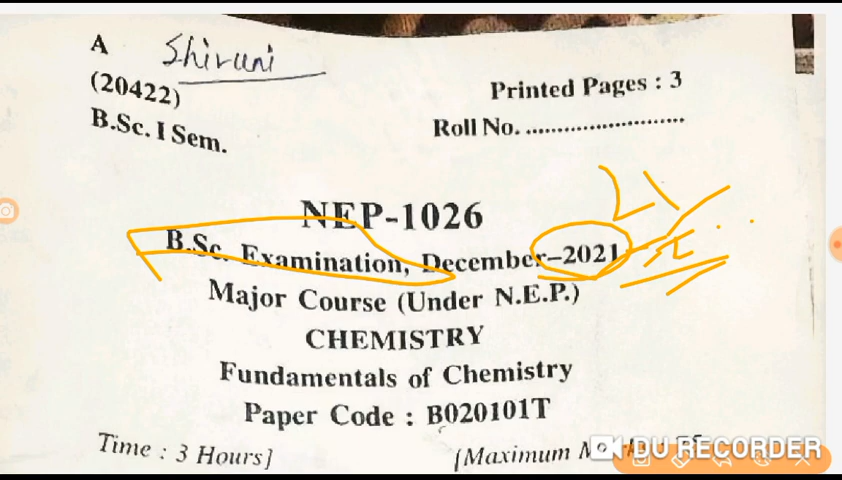 A Shivani
(20422)
B.Sc. I Sem.
Printed Pages : 3
Roll No. ..........................
NEP-1026
B.Sc. Examination, December-2021
Major Course (Under N.E.P.)
CHEMISTRY
Fundamentals of Chemistry
Paper Code : B020101T
Time : 3 Hours]
[Maximum
DU RECORDER